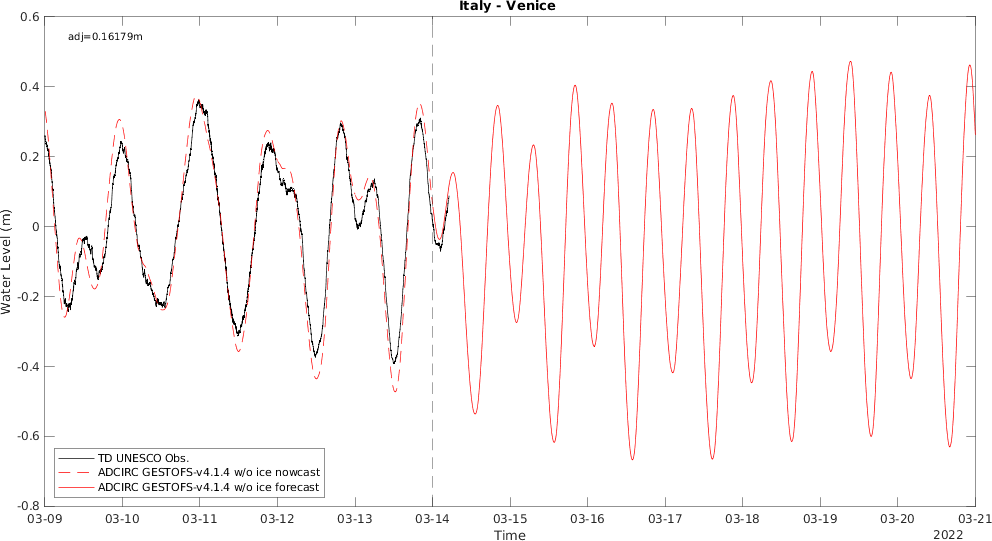 Italy - Venice
adj=0.16179m
0.6
0.4
0.2
0
-0.2
-0.4
-0.6
-0.8
Water Level (m)
TD UNESCO Obs.
ADCIRC GESTOFS-v4.1.4 w/o ice nowcast
ADCIRC GESTOFS-v4.1.4 w/o ice forecast
03-09 03-10 03-11 03-12 03-13 03-14 03-15 03-16 03-17 03-18 03-19 03-20 03-21
Time
2022